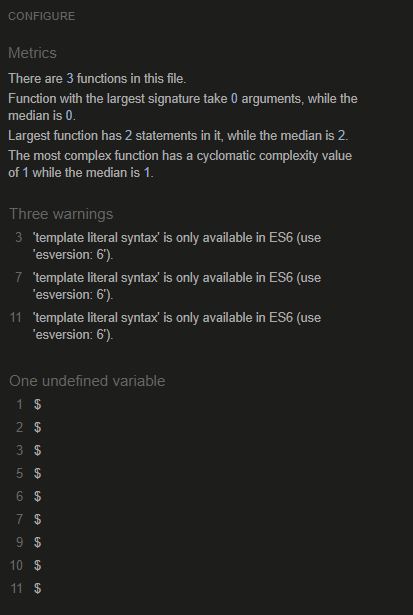 CONFIGURE
Metrics
There are 3 functions in this file.
Function with the largest signature take 0 arguments, while the
median is 0.
Largest function has 2 statements in it, while the median is 2.
The most complex function has a cyclomatic complexity value
of 1 while the median is 1.
Three warnings
3 'template literal syntax' is only available in ES6 (use
'esversion: 6').
7 'template literal syntax' is only available in ES6 (use
'esversion: 6').
11 'template literal syntax' is only available in ES6 (use
'esversion: 6').
One undefined variable
1 $
2 $
3 $
5 $
6 $
7 $
9 $
10 $
11 $